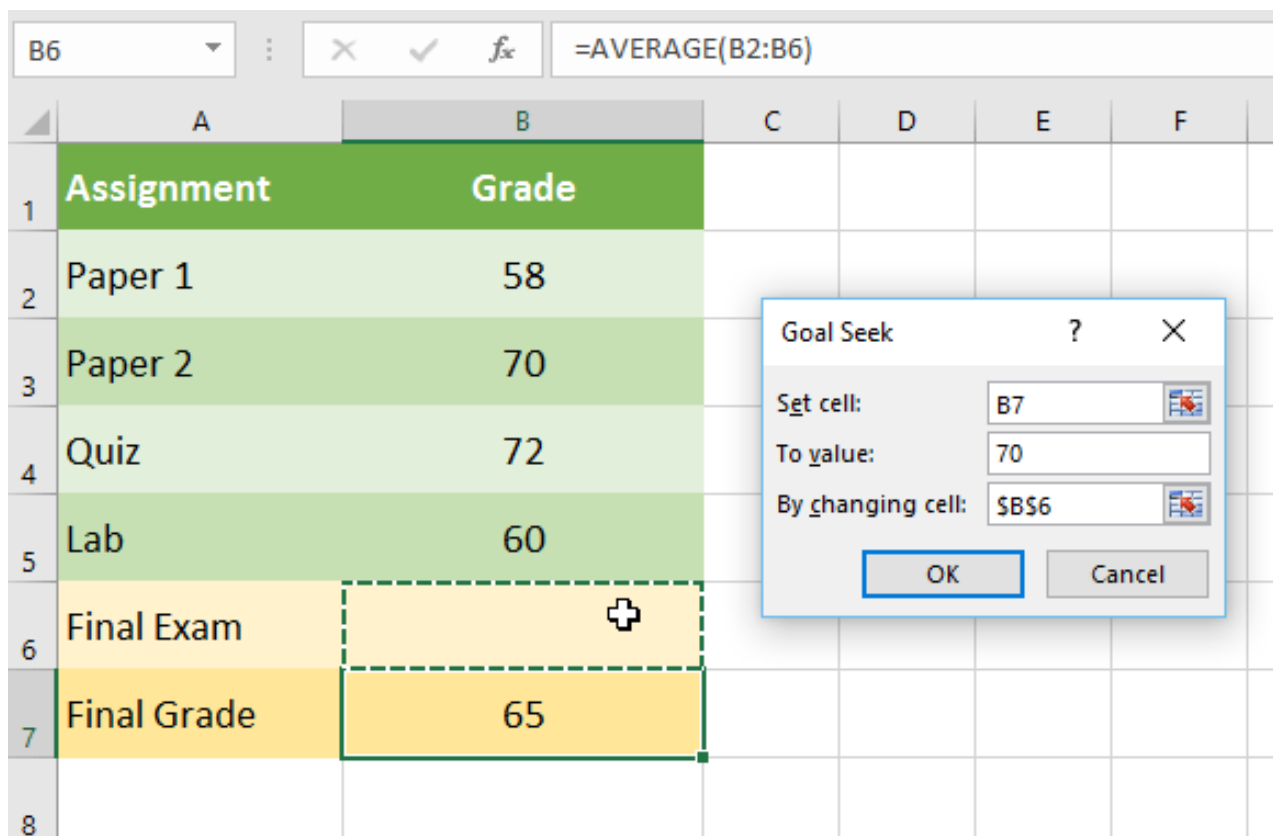 B6 fx =AVERAGE(B2:B6)
A B C D E F
1 Assignment Grade
2 Paper 1 58
3 Paper 2 70
4 Quiz 72
5 Lab 60
6 Final Exam
7 Final Grade 65
8
Goal Seek ? X
Set cell: B7
To value: 70
By changing cell: $B$6
OK Cancel